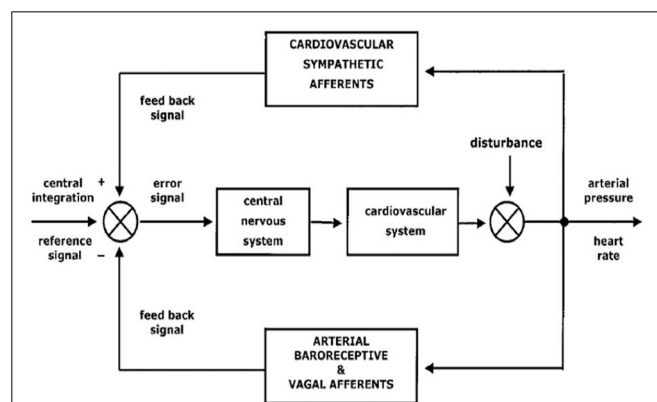 CARDIOVASCULAR
SYMPATHETIC
AFFERENTS
feed back
signal
disturbance
central
integration
+
error
signal
central
nervous
system
cardiovascular
system
arterial
pressure
reference
signal
−
heart
rate
feed back
signal
ARTERIAL
BARORECEPTIVE
&
VAGAL AFFERENTS